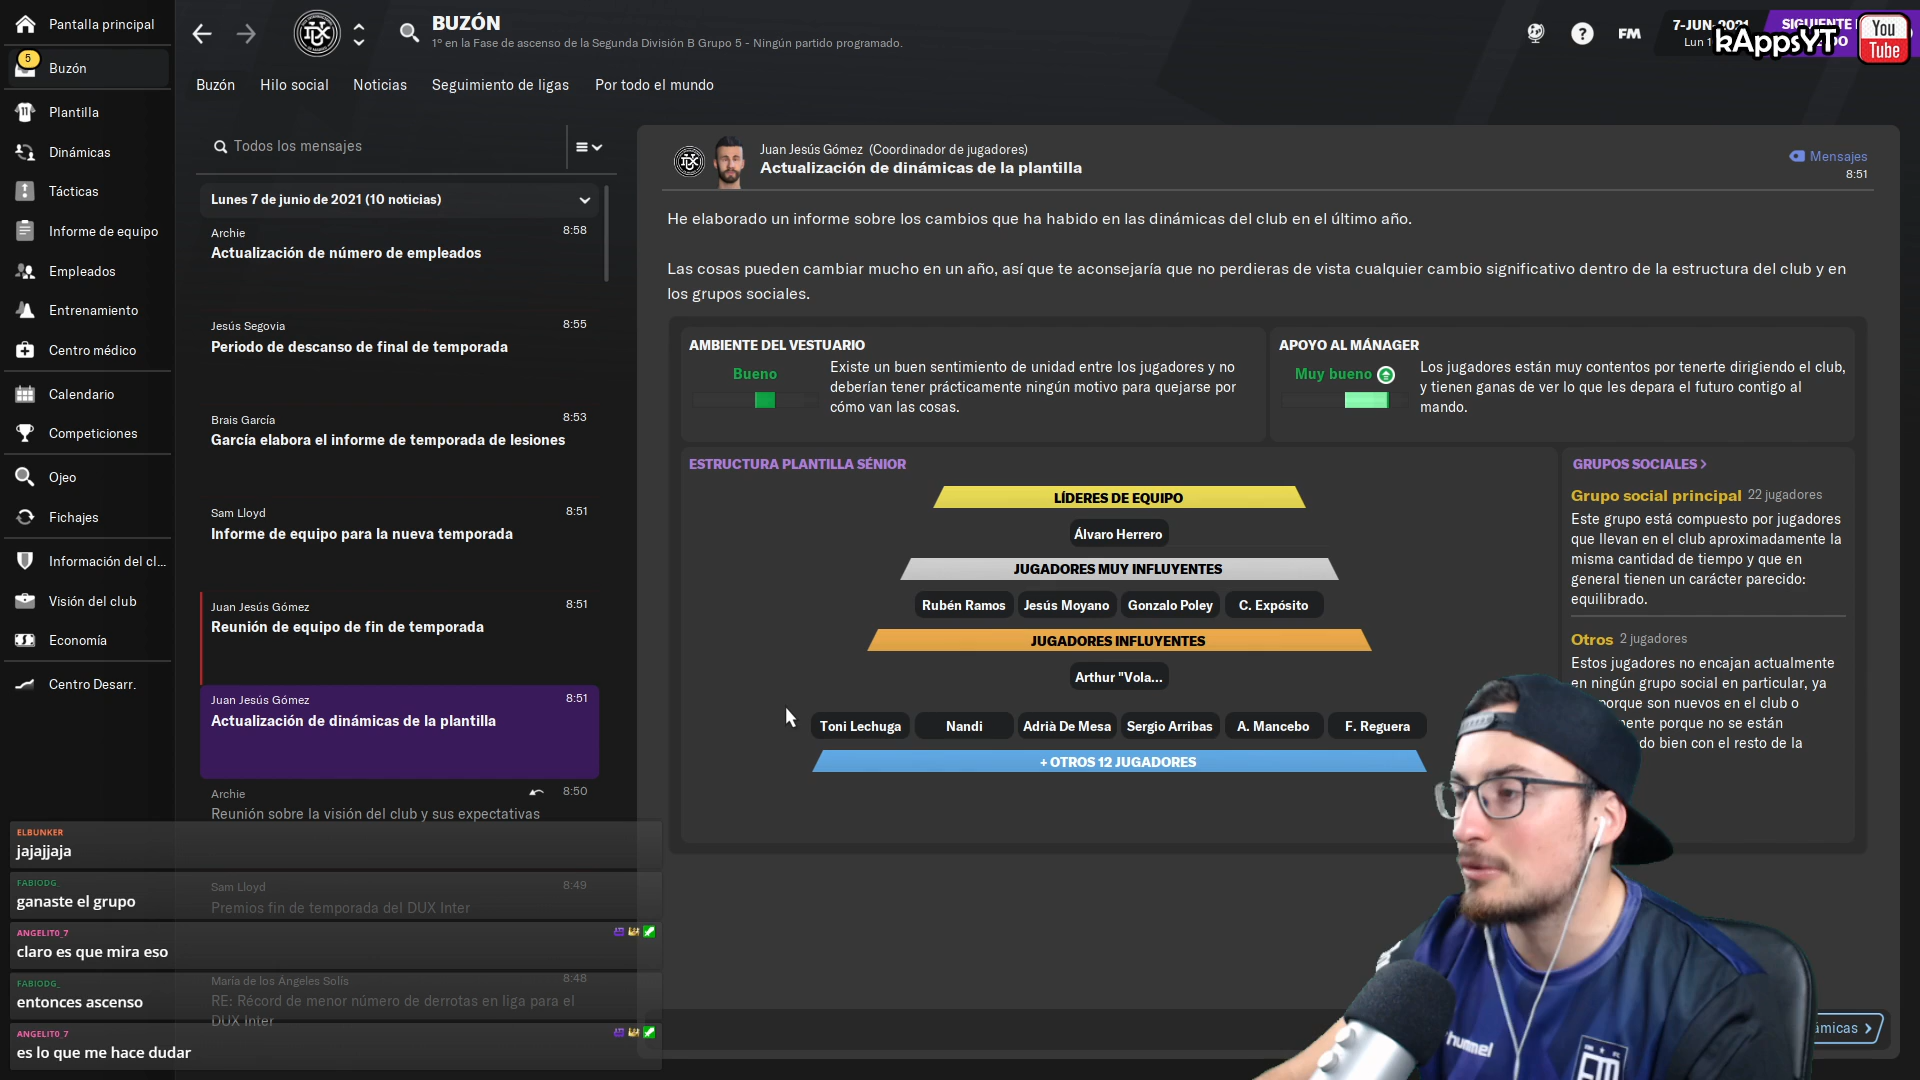 Pantalla principal
5
Buzón
Plantilla
Dinámicas
Tácticas
Informe de equipo
Empleados
Entrenamiento
Centro médico
Calendario
Competiciones
Ojeo
Fichajes
Información del cl...
Visión del club
Economía
Centro Desarr.
BUZÓN
1º en la Fase de ascenso de la Segunda División B Grupo 5 - Ningún partido programado.
FM
7-JUN-2021
Lun
kAppsYT
You
Tube
Buzón
Hilo social
Noticias
Seguimiento de ligas
Por todo el mundo
Todos los mensajes
Lunes 7 de junio de 2021 (10 noticias)
Archie 8:58
Actualización de número de empleados
Jesús Segovia 8:55
Periodo de descanso de final de temporada
Brais García 8:53
García elabora el informe de temporada de lesiones
Sam Lloyd 8:51
Informe de equipo para la nueva temporada
Juan Jesús Gómez 8:51
Reunión de equipo de fin de temporada
Juan Jesús Gómez 8:51
Actualización de dinámicas de la plantilla
Archie 8:50
Reunión sobre la visión del club y sus expectativas
Sam Lloyd 8:49
Premios fin de temporada del DUX Inter
María de los Ángeles Solís 8:48
RE: Récord de menor número de derrotas en liga para el
DUX Inter
ELBUNKER
jajajjaja
FABIODG_
ganaste el grupo
ANGELIT0_7
claro es que mira eso
FABIODG_
entonces ascenso
ANGELIT0_7
es lo que me hace dudar
Juan Jesús Gómez (Coordinador de jugadores)
Actualización de dinámicas de la plantilla
Mensajes
8:51
He elaborado un informe sobre los cambios que ha habido en las dinámicas del club en el último año.
Las cosas pueden cambiar mucho en un año, así que te aconsejaría que no perdieras de vista cualquier cambio significativo dentro de la estructura del club y en
los grupos sociales.
AMBIENTE DEL VESTUARIO
Bueno
Existe un buen sentimiento de unidad entre los jugadores y no
deberían tener prácticamente ningún motivo para quejarse por
cómo van las cosas.
APOYO AL MÁNAGER
Muy bueno
Los jugadores están muy contentos por tenerte dirigiendo el club,
y tienen ganas de ver lo que les depara el futuro contigo al
mando.
ESTRUCTURA PLANTILLA SÉNIOR
LÍDERES DE EQUIPO
Álvaro Herrero
JUGADORES MUY INFLUYENTES
Rubén Ramos
Jesús Moyano
Gonzalo Poley
C. Expósito
JUGADORES INFLUYENTES
Arthur "Vola...
Toni Lechuga
Nandi
Adrià De Mesa
Sergio Arribas
A. Mancebo
F. Reguera
+ OTROS 12 JUGADORES
GRUPOS SOCIALES >
Grupo social principal 22 jugadores
Este grupo está compuesto por jugadores
que llevan en el club aproximadamente la
misma cantidad de tiempo y que en
general tienen un carácter parecido:
equilibrado.
Otros 2 jugadores
Estos jugadores no encajan actualmente
en ningún grupo social en particular, ya
porque son nuevos en el club o
porque no se están
bien con el resto de la
hummel